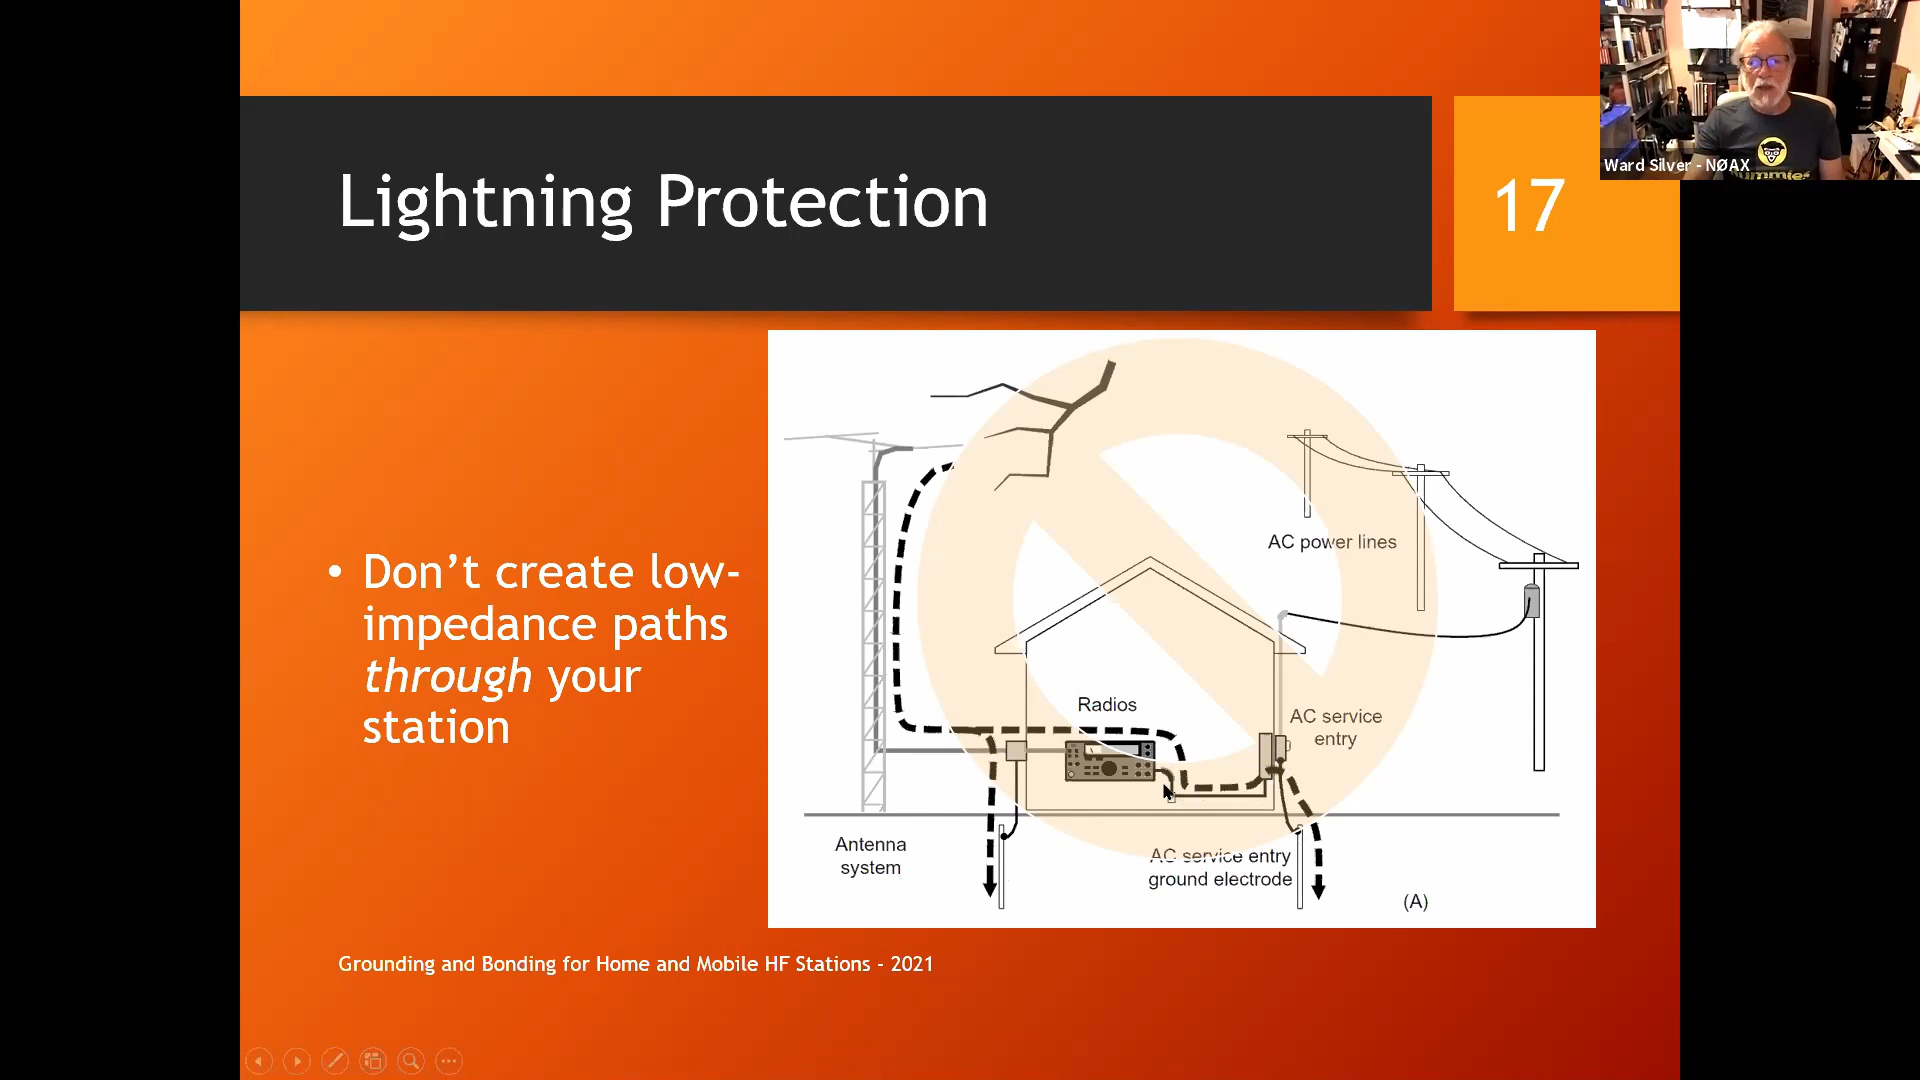 Lightning Protection
17
Ward Silver - NØAX
dummies
• Don’t create low-
impedance paths
through your
station
AC power lines
Radios
AC service
entry
Antenna
system
AC service entry
ground electrode
(A)
Grounding and Bonding for Home and Mobile HF Stations - 2021